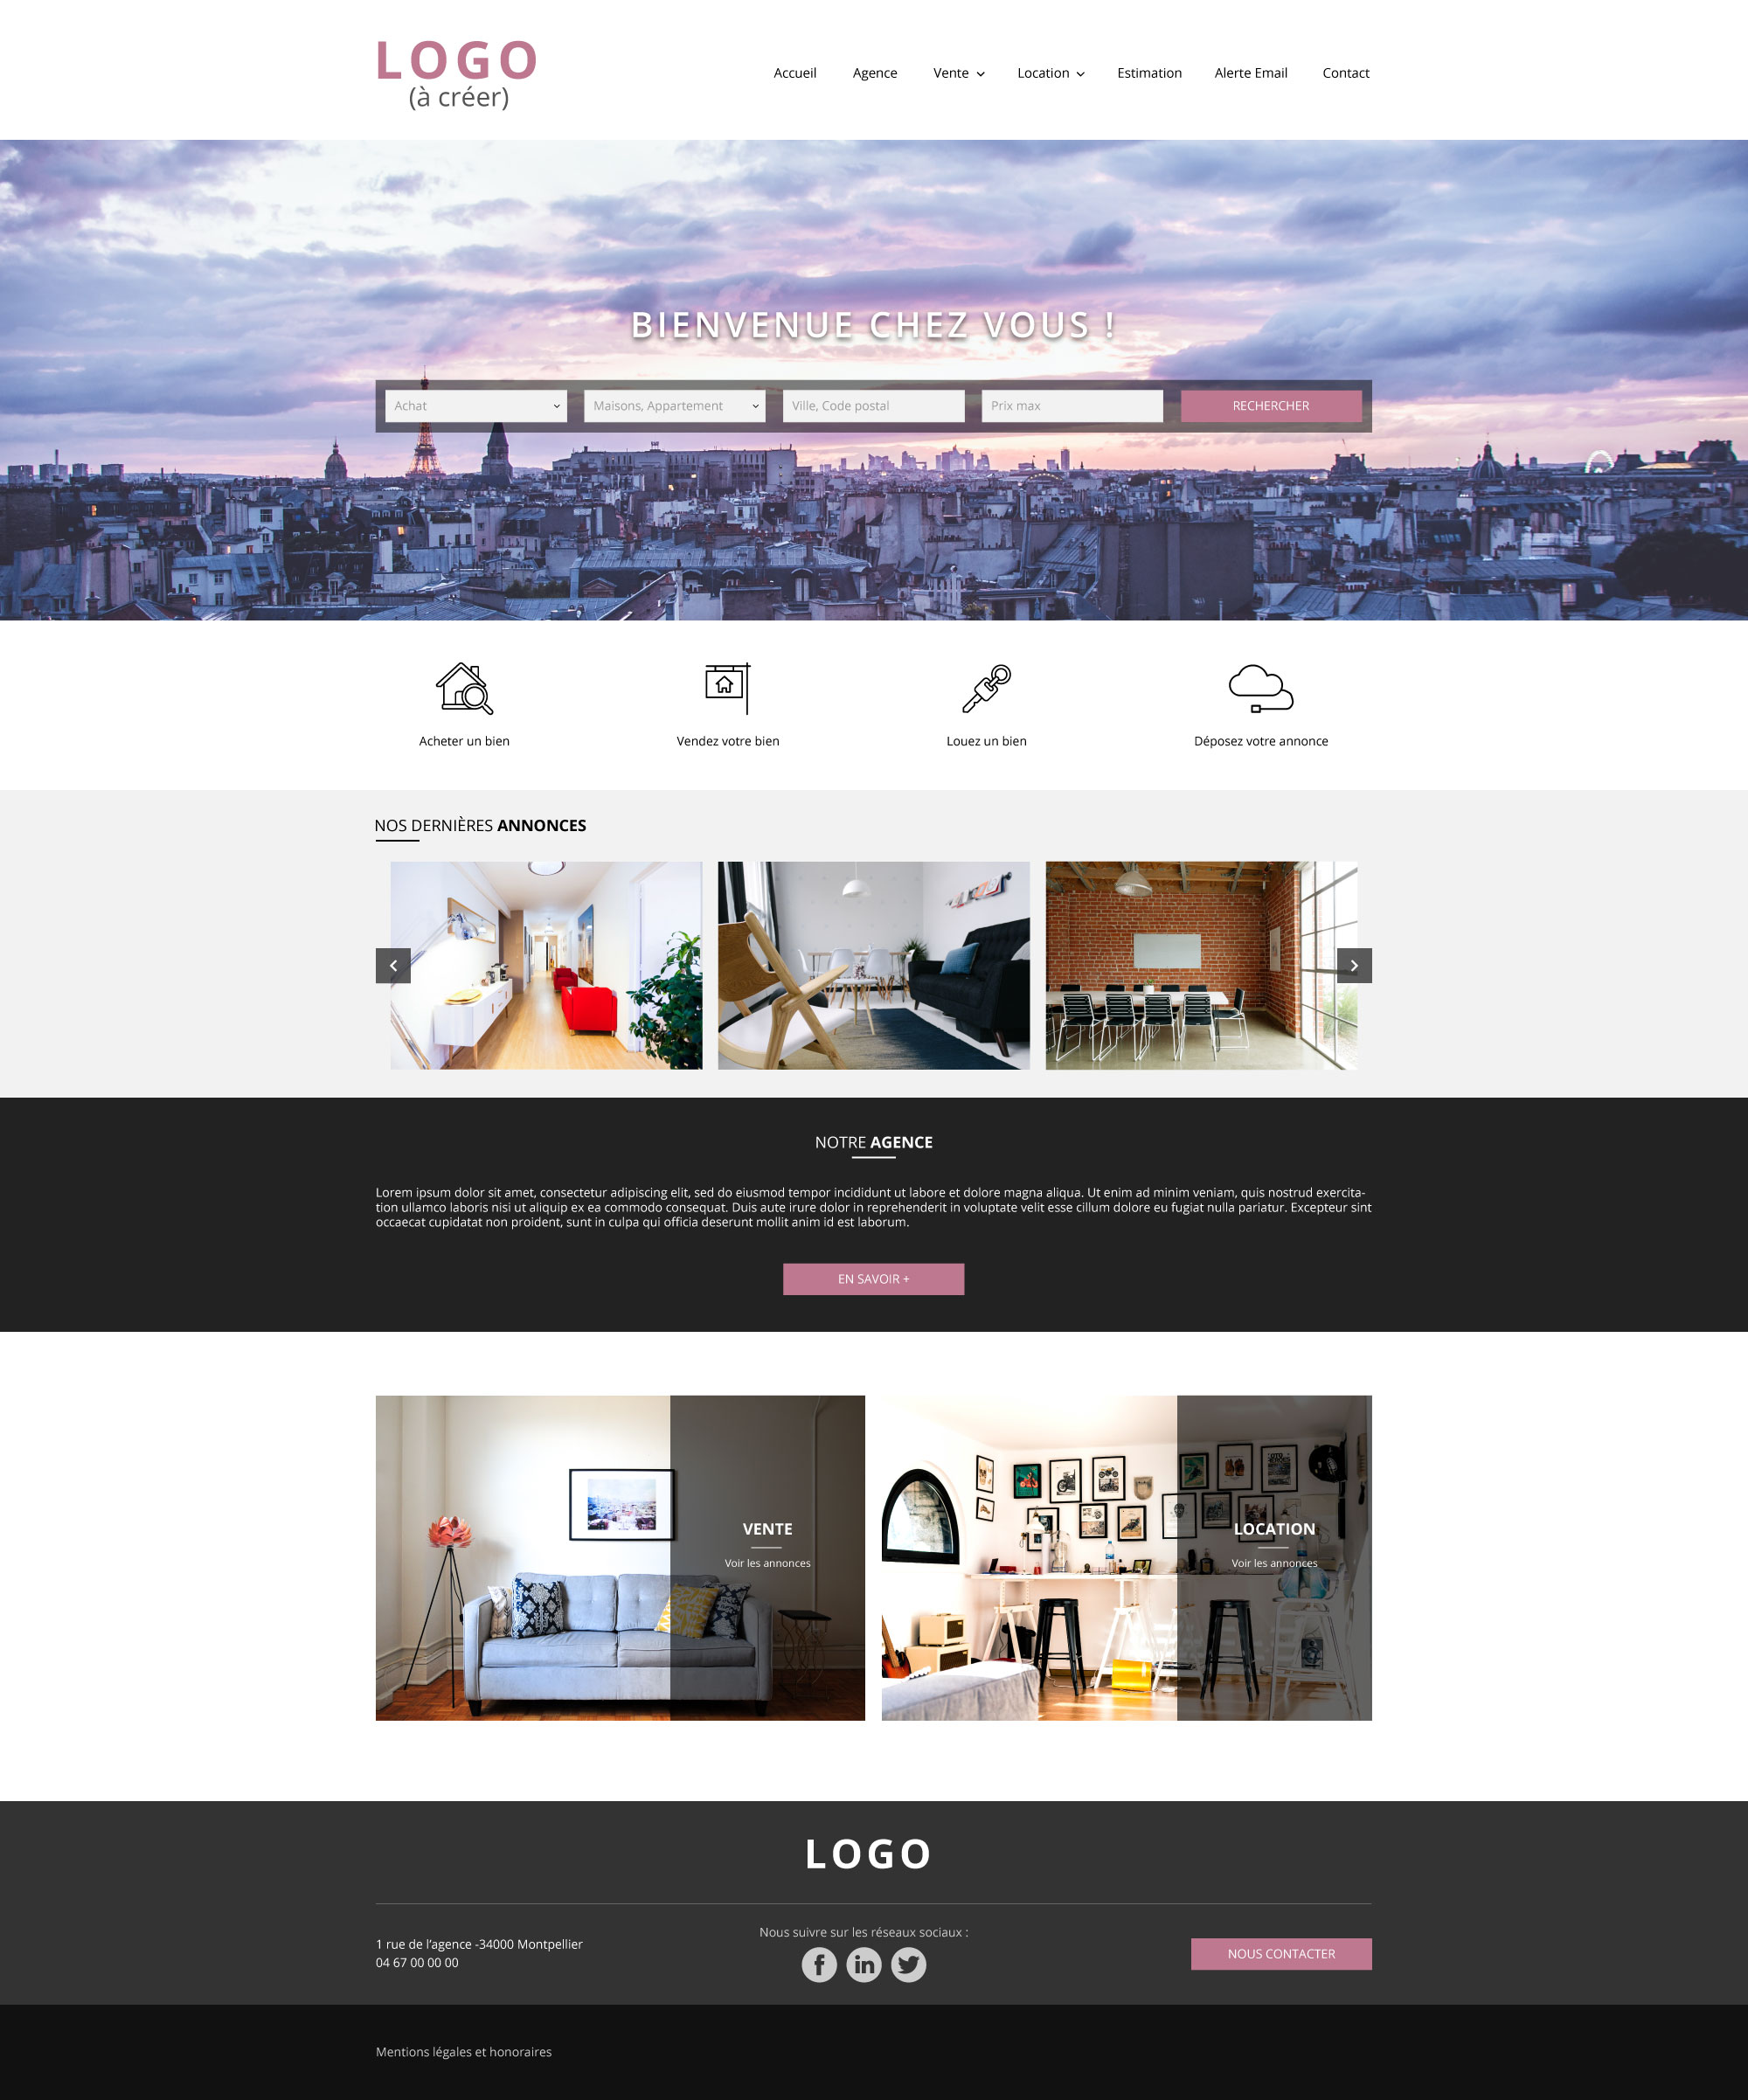 LOGO
(à créer)
Accueil Agence Vente Location Estimation Alerte Email Contact
BIENVENUE CHEZ VOUS !
Achat Maisons, Appartement Ville, Code postal Prix max RECHERCHER
Acheter un bien Vendez votre bien Louez un bien Déposez votre annonce
NOS DERNIÈRES ANNONCES
NOTRE AGENCE
Lorem ipsum dolor sit amet, consectetur adipiscing elit, sed do eiusmod tempor incididunt ut labore et dolore magna aliqua. Ut enim ad minim veniam, quis nostrud exercita-
tion ullamco laboris nisi ut aliquip ex ea commodo consequat. Duis aute irure dolor in reprehenderit in voluptate velit esse cillum dolore eu fugiat nulla pariatur. Excepteur sint
occaecat cupidatat non proident, sunt in culpa qui officia deserunt mollit anim id est laborum.
EN SAVOIR +
VENTE
Voir les annonces
LOCATION
Voir les annonces
LOGO
1 rue de l'agence -34000 Montpellier
04 67 00 00 00
Nous suivre sur les réseaux sociaux :
NOUS CONTACTER
Mentions légales et honoraires